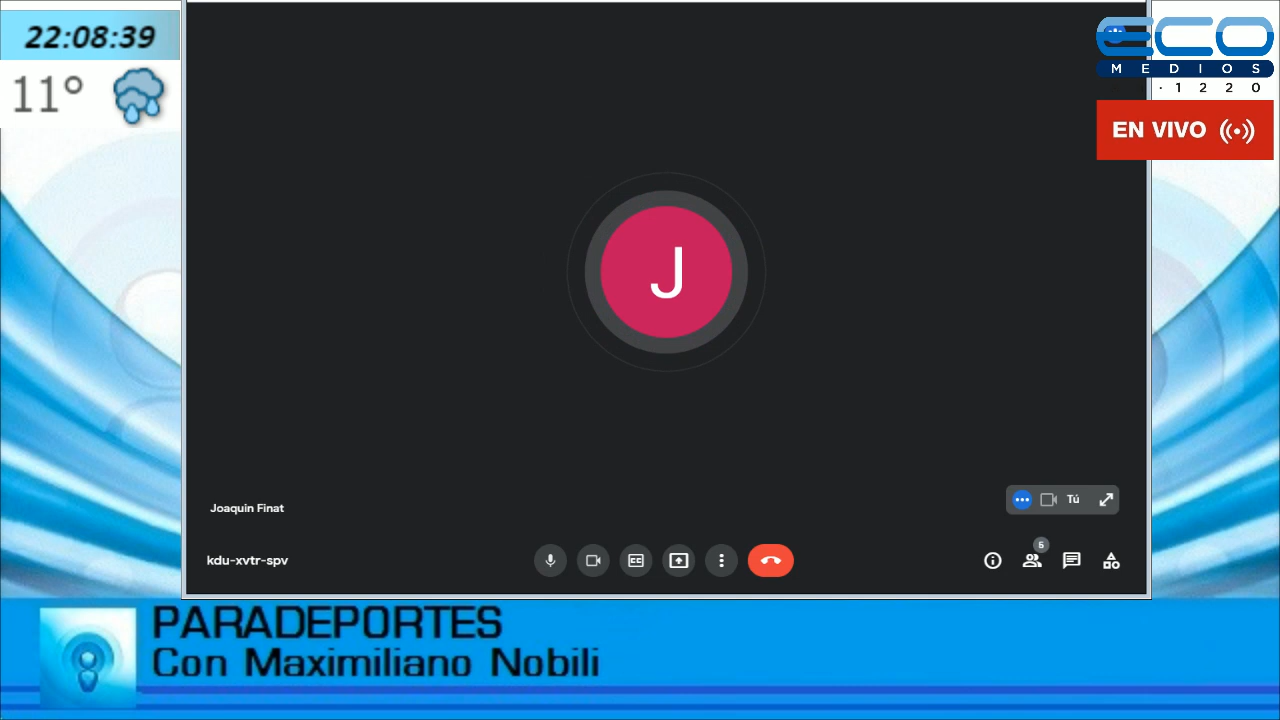 22:08:39
11°
ECO
MEDIOS
· 1 2 2 0
EN VIVO
J
Joaquin Finat
Tú
kdu-xvtr-spv
CC
5
PARADEPORTES
Con Maximiliano Nobili